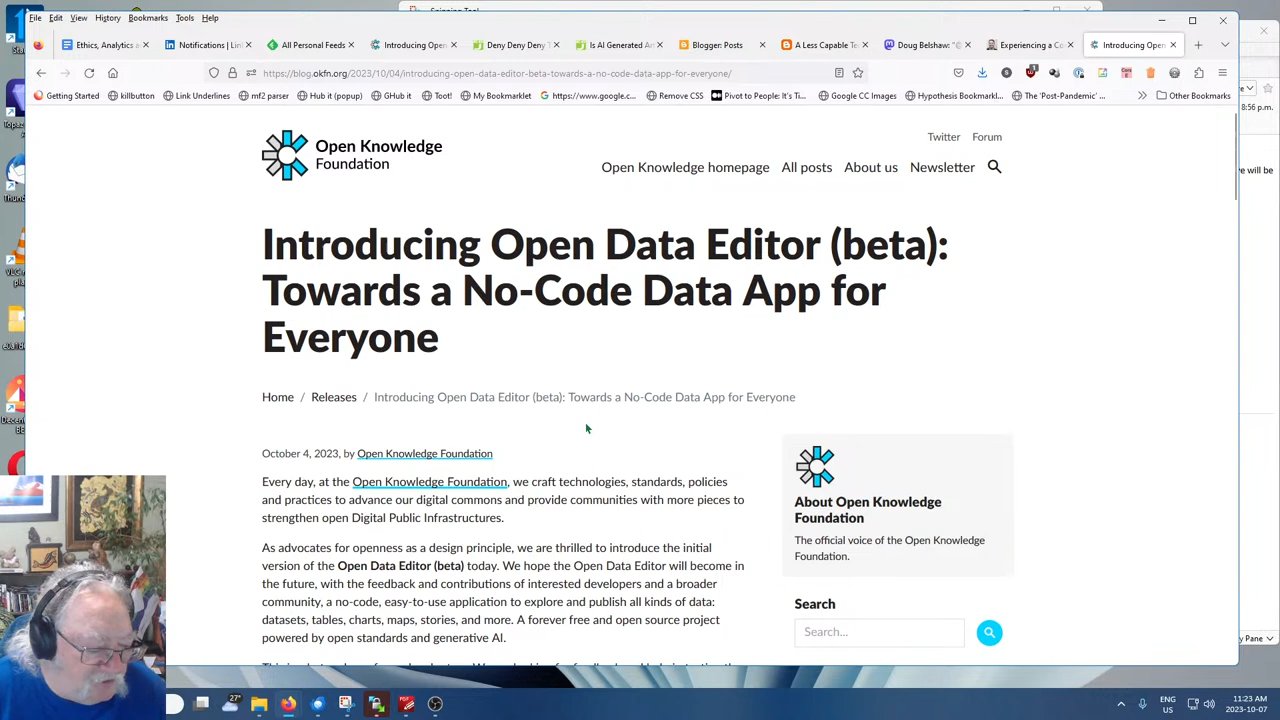 File Edit View History Bookmarks Tools Help
Ethics, Analytics a
Notifications | Lin
All Personal Feeds
Introducing Open
Deny Deny Deny T
Is AI Generated Ar
Blogger: Posts
A Less Capable Te
Doug Belshaw: "@
Experiencing a Co
Introducing Open
https://blog.okfn.org/2023/10/04/introducing-open-data-editor-beta-towards-a-no-code-data-app-for-everyone/
Getting Started killbutton Link Underlines mf2 parser Hub it (popup) GHub it Toot! My Bookmarklet https://www.google.c... Remove CSS Pivot to People: It's Ti... Google CC Images Hypothesis Bookmarkl... The 'Post-Pandemic' ... Other Bookmarks
8:56 p.m.
we will be
Open Knowledge
Foundation
Twitter Forum
Open Knowledge homepage All posts About us Newsletter
Introducing Open Data Editor (beta):
Towards a No-Code Data App for
Everyone
Home / Releases / Introducing Open Data Editor (beta): Towards a No-Code Data App for Everyone
October 4, 2023, by Open Knowledge Foundation
Every day, at the Open Knowledge Foundation, we craft technologies, standards, policies
and practices to advance our digital commons and provide communities with more pieces to
strengthen open Digital Public Infrastructures.
As advocates for openness as a design principle, we are thrilled to introduce the initial
version of the Open Data Editor (beta) today. We hope the Open Data Editor will become in
the future, with the feedback and contributions of interested developers and a broader
community, a no-code, easy-to-use application to explore and publish all kinds of data:
datasets, tables, charts, maps, stories, and more. A forever free and open source project
powered by open standards and generative AI.
About Open Knowledge
Foundation
The official voice of the Open Knowledge
Foundation.
Search
Search...
y Pane
27°
ENG
US
11:23 AM
2023-10-07